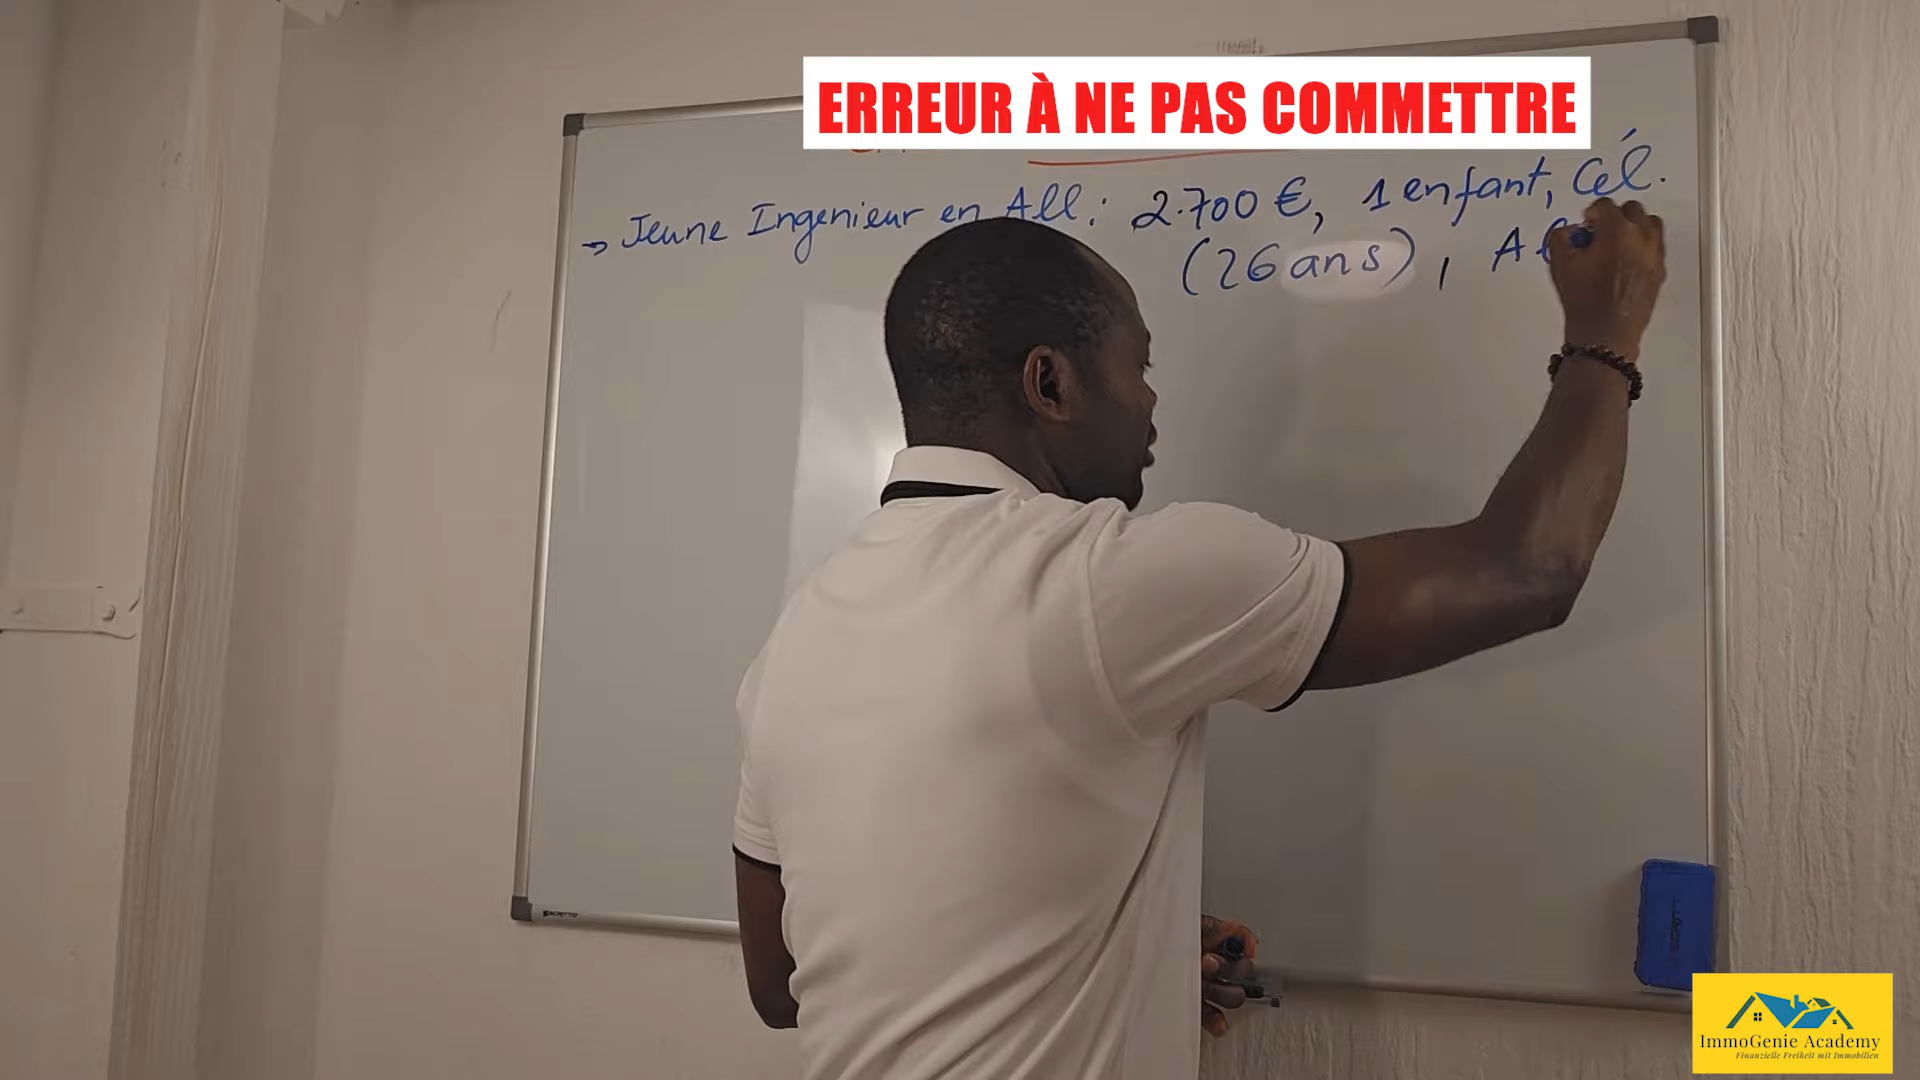 ERREUR À NE PAS COMMETTRE
→ Jeune Ingenieur en All: 2.700 €, 1 enfant, Cél.
(26 ans),
SCRITTO
ImmoGenie Academy
Finanzielle Freiheit mit Immobilien